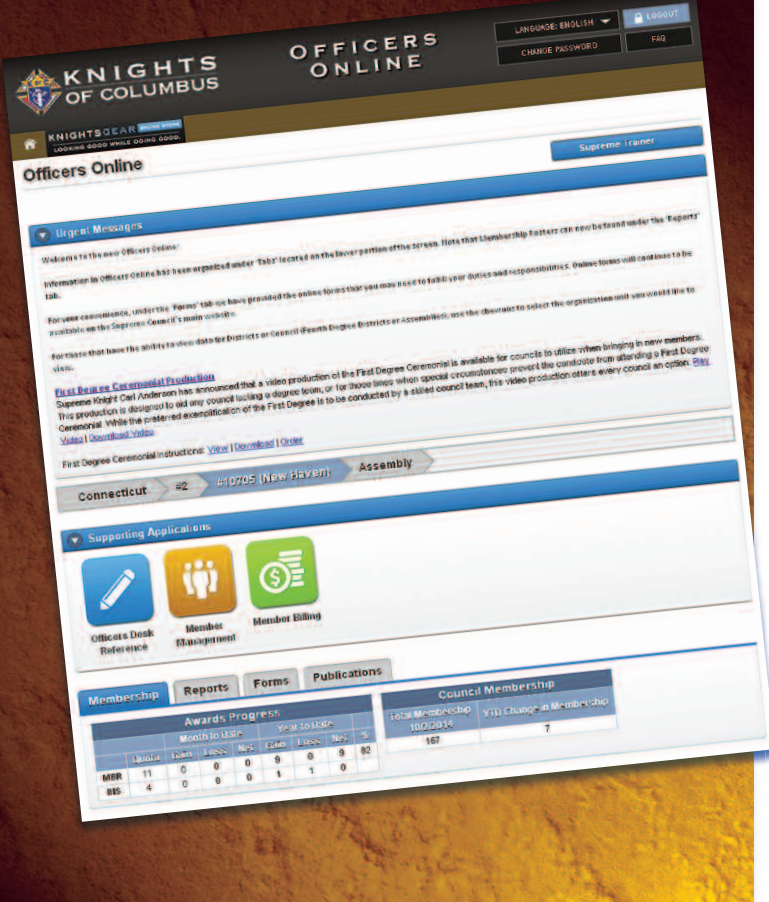 LANGUAGE: ENGLISH
LOGOUT
KNIGHTS
OF COLUMBUS
OFFICERS
ONLINE
CHANGE PASSWORD
FAQ
KNIGHTSGEAR ONLINE STORE
LOOKING GOOD WHILE DOING GOOD.
Officers Online
Supreme Trainer
Urgent Messages
Welcome to the new Officers Online!
Information in Officers Online has been organized under 'Tabs' located on the lower portion of the screen. Note that Membership Rosters can now be found under the 'Reports'
tab.
For your convenience, under the 'Forms' tab we have provided the online forms that you may need to fulfill your duties and responsibilities. Online forms will continue to be
available on the Supreme Council's main website.
For those that have the ability to view data for Districts or Council (Fourth Degree Districts or Assemblies), use the chevrons to select the organization unit you would like to
view.
First Degree Ceremonial Production
Supreme Knight Carl Anderson has announced that a video production of the First Degree Ceremonial is available for councils to utilize when bringing in new members.
This production is designed to aid any council lacking a degree team, or for those times when special circumstances prevent the candidate from attending a First Degree
Ceremonial. While the preferred exemplification of the First Degree is to be conducted by a skilled council team, this video production offers every council an option. Play
Video | Download Video
First Degree Ceremonial Instructions: View | Download | Order
Connecticut #2 #10705 (New Haven) Assembly
Supporting Applications
Officers Desk
Reference
Member
Management
Member Billing
Membership Reports Forms Publications
Awards Progress
Month to Date Year to Date
Quota Gain Loss Net Gain Loss Net %
MBR 11 0 0 0 9 0 9 82
INS 4 0 0 0 1 1 0
Council Membership
Total Membership
10/2/2014
YTD Change in Membership
167 7